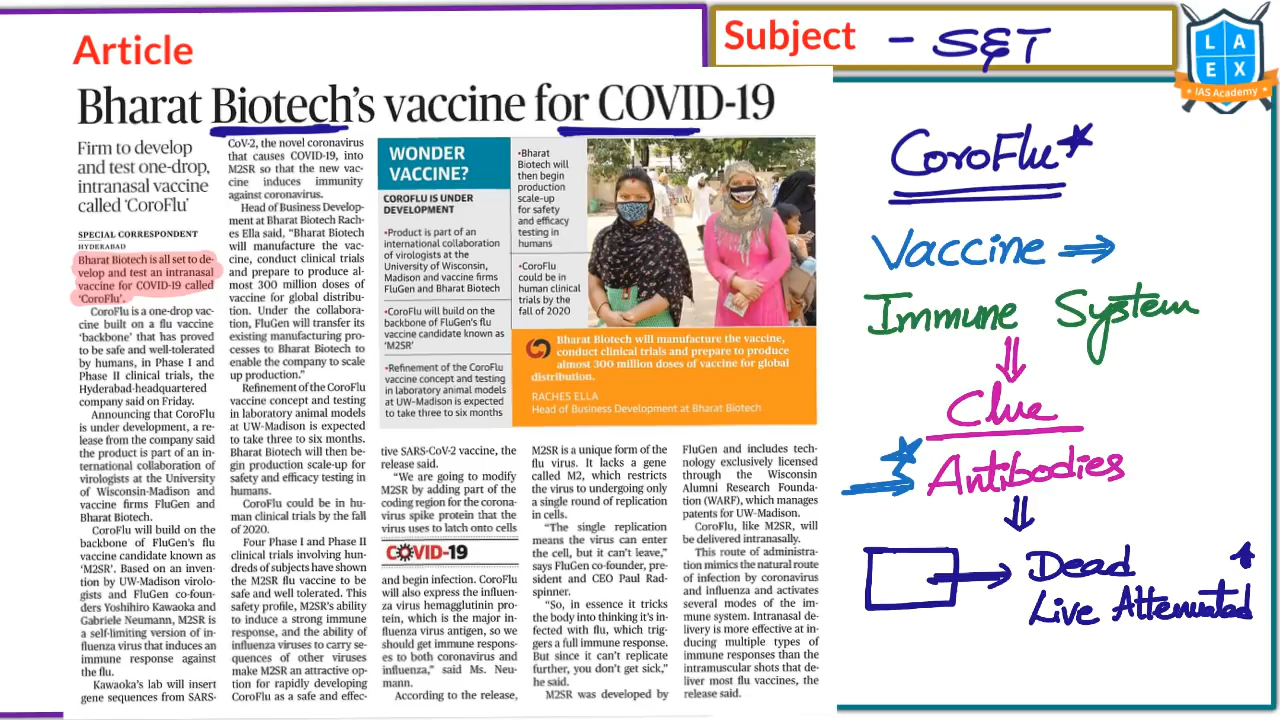 Article
Subject - S&T
L A
E X
IAS Academy
Bharat Biotech's vaccine for COVID-19
Firm to develop
and test one-drop,
intranasal vaccine
called 'CoroFlu'
SPECIAL CORRESPONDENT
HYDERABAD
Bharat Biotech is all set to de-
velop and test an intranasal
vaccine for COVID-19 called
'CoroFlu'.
CoroFlu is a one-drop vac-
cine built on a flu vaccine
'backbone' that has proved
to be safe and well-tolerated
by humans, in Phase I and
Phase II clinical trials, the
Hyderabad-headquartered
company said on Friday.
Announcing that CoroFlu
is under development, a re-
lease from the company said
the product is part of an in-
ternational collaboration of
virologists at the University
of Wisconsin-Madison and
vaccine firms FluGen and
Bharat Biotech.
CoroFlu will build on the
backbone of FluGen's flu
vaccine candidate known as
'M2SR'. Based on an inven-
tion by UW-Madison virolo-
gists and FluGen co-foun-
ders Yoshihiro Kawaoka and
Gabriele Neumann, M2SR is
a self-limiting version of in-
fluenza virus that induces an
immune response against
the flu.
Kawaoka's lab will insert
gene sequences from SARS-
CoV-2, the novel coronavirus
that causes COVID-19, into
M2SR so that the new vac-
cine induces immunity
against coronavirus.
Head of Business Develop-
ment at Bharat Biotech Rach-
es Ella said, "Bharat Biotech
will manufacture the vac-
cine, conduct clinical trials
and prepare to produce al-
most 300 million doses of
vaccine for global distribu-
tion. Under the collabora-
tion, FluGen will transfer its
existing manufacturing pro-
cesses to Bharat Biotech to
enable the company to scale
up production."
Refinement of the CoroFlu
vaccine concept and testing
in laboratory animal models
at UW-Madison is expected
to take three to six months.
Bharat Biotech will then be-
gin production scale-up for
safety and efficacy testing in
humans.
CoroFlu could be in hu-
man clinical trials by the fall
of 2020.
Four Phase I and Phase II
clinical trials involving hun-
dreds of subjects have shown
the M2SR flu vaccine to be
safe and well tolerated. This
safety profile, M2SR's ability
to induce a strong immune
response, and the ability of
influenza viruses to carry se-
quences of other viruses
make M2SR an attractive op-
tion for rapidly developing
CoroFlu as a safe and effec-
WONDER
VACCINE?
COROFLU IS UNDER
DEVELOPMENT
•Product is part of an
international collaboration
of virologists at the
University of Wisconsin,
Madison and vaccine firms
FluGen and Bharat Biotech
•CoroFlu will build on the
backbone of FluGen's flu
vaccine candidate known as
'M2SR'
•Refinement of the CoroFlu
vaccine concept and testing
in laboratory animal models
at UW-Madison is expected
to take three to six months
•Bharat
Biotech will
then begin
production
scale-up
for safety
and efficacy
testing in
humans
•CoroFlu
could be in
human clinical
trials by the
fall of 2020
Bharat Biotech will manufacture the vaccine,
conduct clinical trials and prepare to produce
almost 300 million doses of vaccine for global
distribution.
RACHES ELLA
Head of Business Development at Bharat Biotech
tive SARS-CoV-2 vaccine, the
release said.
"We are going to modify
M2SR by adding part of the
coding region for the corona-
virus spike protein that the
virus uses to latch onto cells
COVID-19
and begin infection. CoroFlu
will also express the influen-
za virus hemagglutinin pro-
tein, which is the major in-
fluenza virus antigen, so we
should get immune respons-
es to both coronavirus and
influenza," said Ms. Neu-
mann.
According to the release,
M2SR is a unique form of the
flu virus. It lacks a gene
called M2, which restricts
the virus to undergoing only
a single round of replication
in cells.
"The single replication
means the virus can enter
the cell, but it can't leave,"
says FluGen co-founder, pre-
sident and CEO Paul Rad-
spinner.
"So, in essence it tricks
the body into thinking it's in-
fected with flu, which trig-
gers a full immune response.
But since it can't replicate
further, you don't get sick,"
he said.
M2SR was developed by
FluGen and includes tech-
nology exclusively licensed
through the Wisconsin
Alumni Research Founda-
tion (WARF), which manages
patents for UW-Madison.
CoroFlu, like M2SR, will
be delivered intranasally.
This route of administra-
tion mimics the natural route
of infection by coronavirus
and influenza and activates
several modes of the im-
mune system. Intranasal de-
livery is more effective at in-
ducing multiple types of
immune responses than the
intramuscular shots that de-
liver most flu vaccines, the
release said.
CoroFlu
Vaccine →
Immune System
Clue
Antibodies
Dead
Live Attenuated